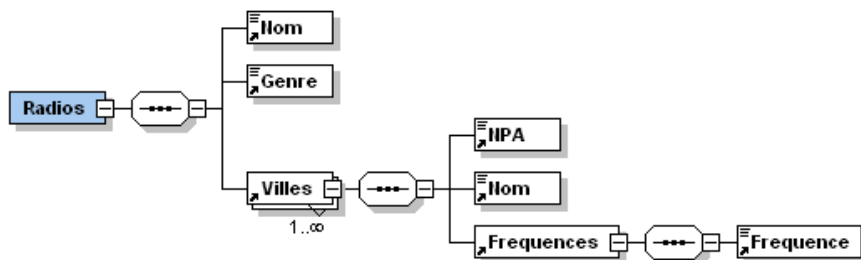 Nom
Genre
Radios
NPA
Villes
Nom
1..∞
Frequences
Frequence